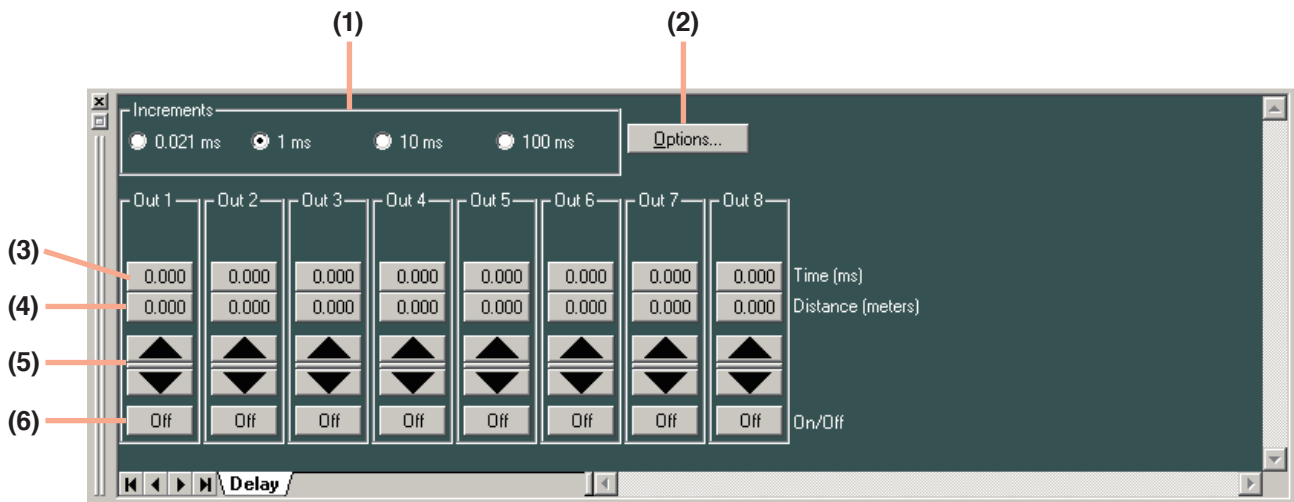 (1) (2)
Increments
0.021 ms 1 ms 10 ms 100 ms Options...
Out 1 Out 2 Out 3 Out 4 Out 5 Out 6 Out 7 Out 8
(3)
0.000 0.000 0.000 0.000 0.000 0.000 0.000 0.000 Time (ms)
(4) 0.000 0.000 0.000 0.000 0.000 0.000 0.000 0.000 Distance (meters)
(5)
(6) Off Off Off Off Off Off Off Off On/Off
Delay